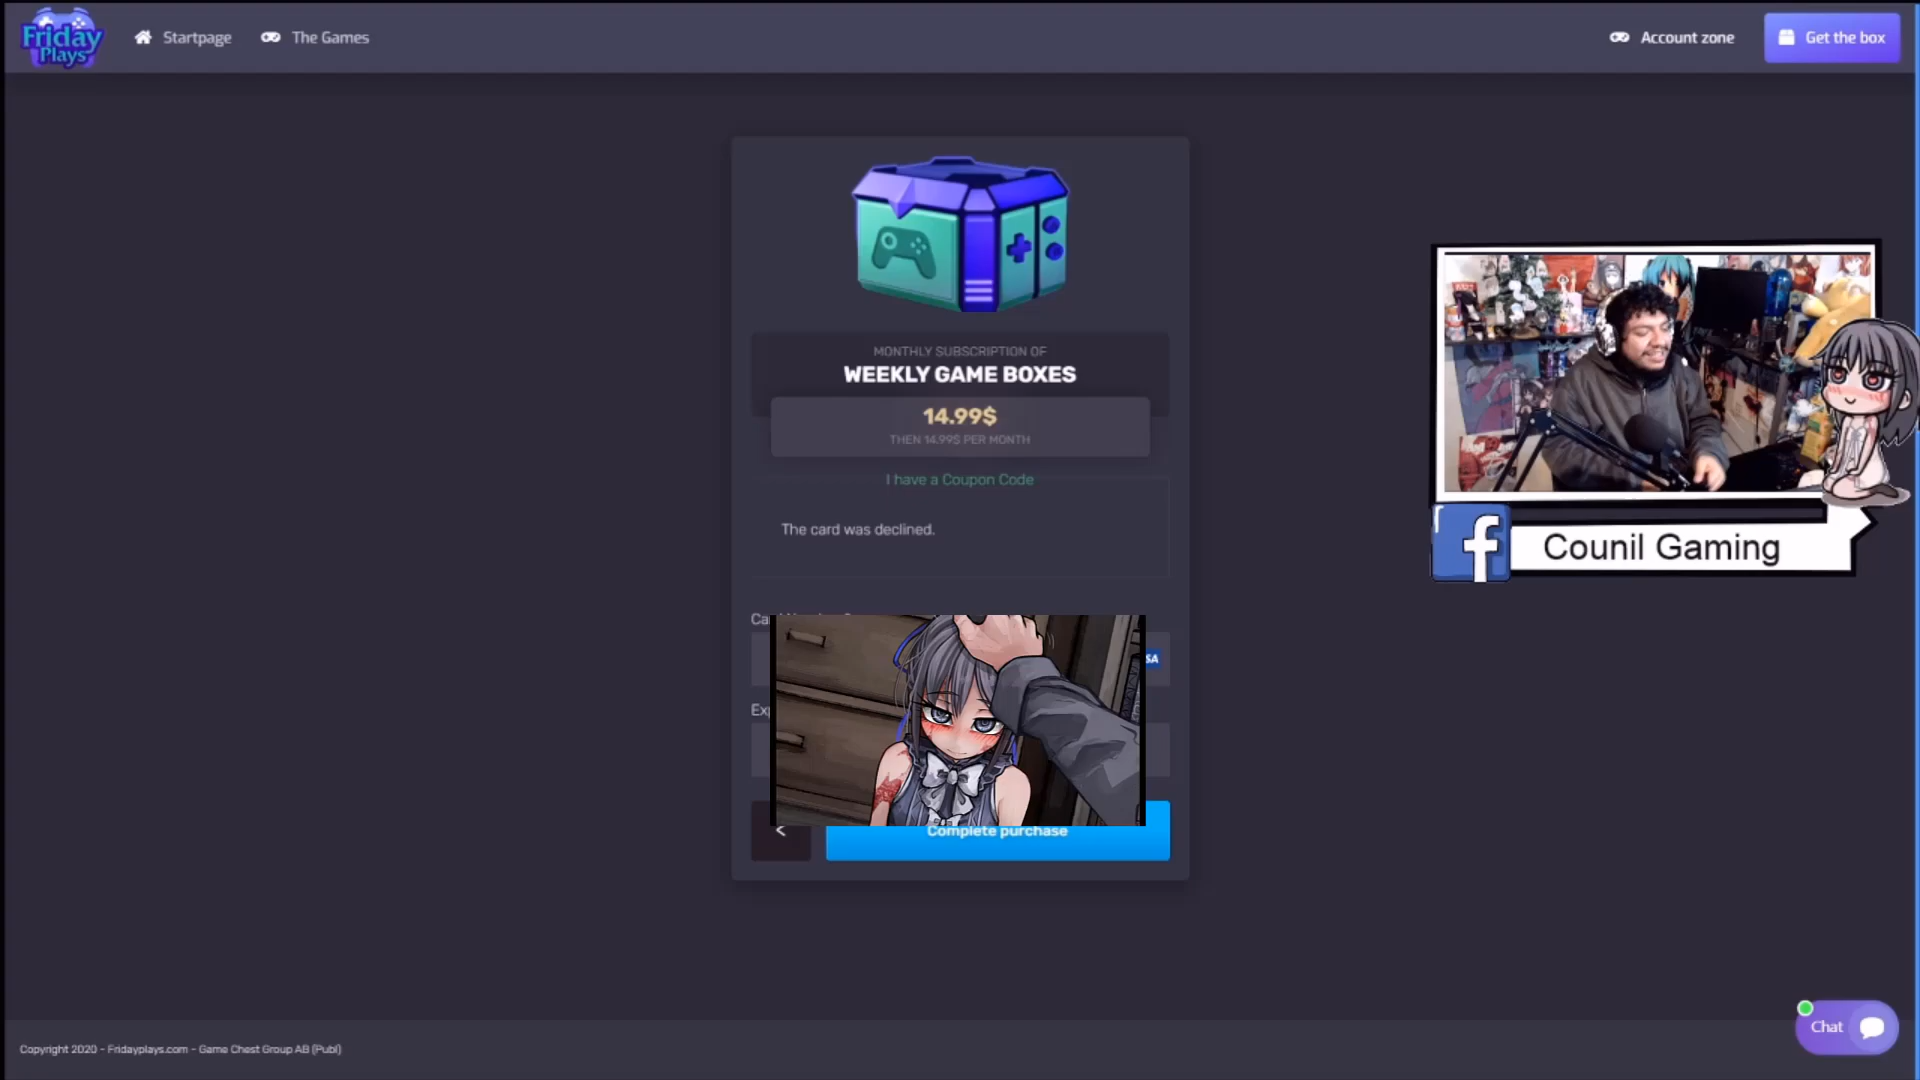 Friday
Plays
Startpage
The Games
Account zone
Get the box
MONTHLY SUBSCRIPTION OF
WEEKLY GAME BOXES
14.99$
THEN 14.99$ PER MONTH
I have a Coupon Code
The card was declined.
Counil Gaming
<
Complete purchase
Chat
Copyright 2020 - Fridayplays.com - Game Chest Group AB (Publ)